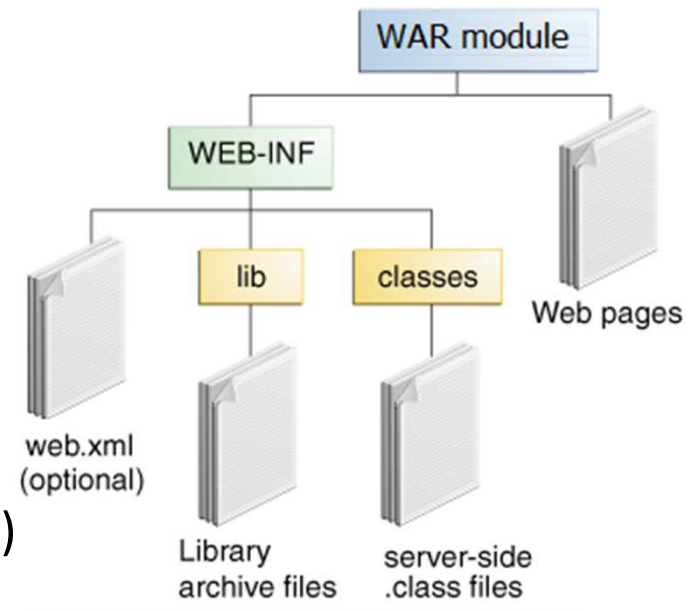 WAR module
WEB-INF
lib
classes
Web pages
web.xml
(optional)
)
Library
archive files
server-side
.class files